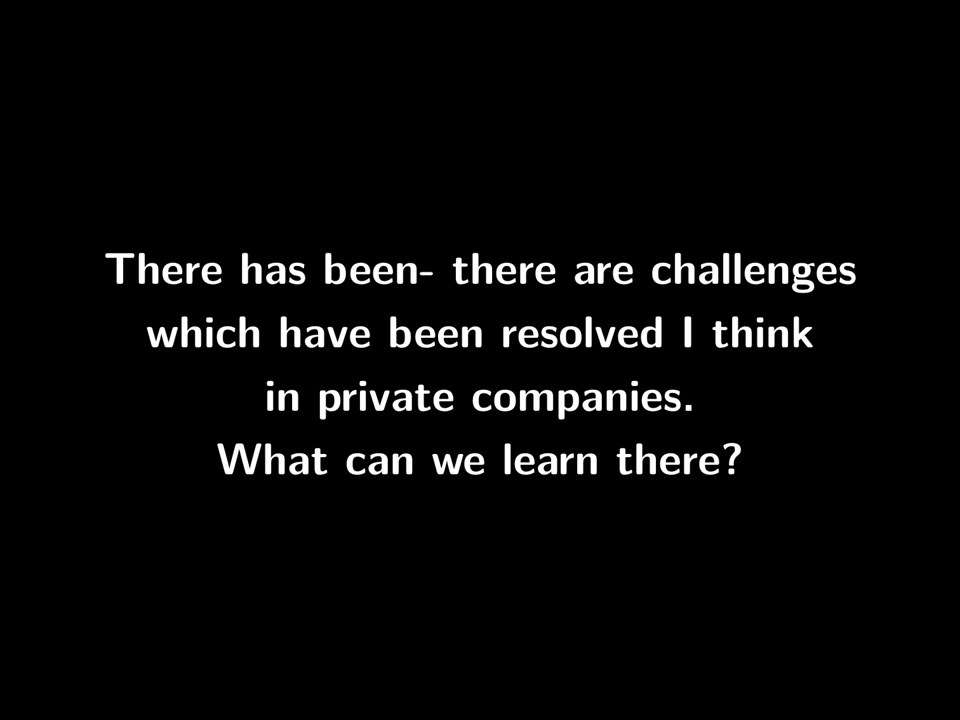 There has been- there are challenges
which have been resolved I think
in private companies.
What can we learn there?